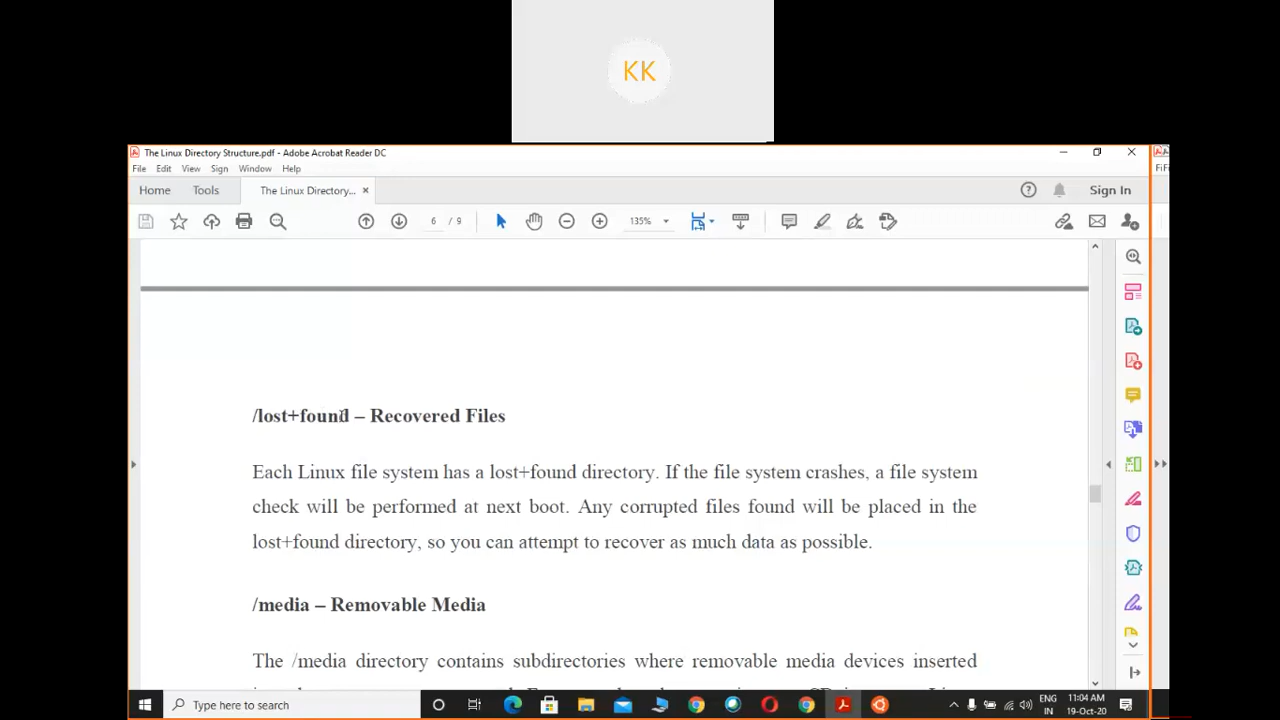 KK
The Linux Directory Structure.pdf - Adobe Acrobat Reader DC
File Edit View Sign Window Help
Home Tools The Linux Directory... × Sign In
6 / 9 135%
/lost+found – Recovered Files
Each Linux file system has a lost+found directory. If the file system crashes, a file system
check will be performed at next boot. Any corrupted files found will be placed in the
lost+found directory, so you can attempt to recover as much data as possible.
/media – Removable Media
The /media directory contains subdirectories where removable media devices inserted
Type here to search
ENG
IN
11:04 AM
19-Oct-20